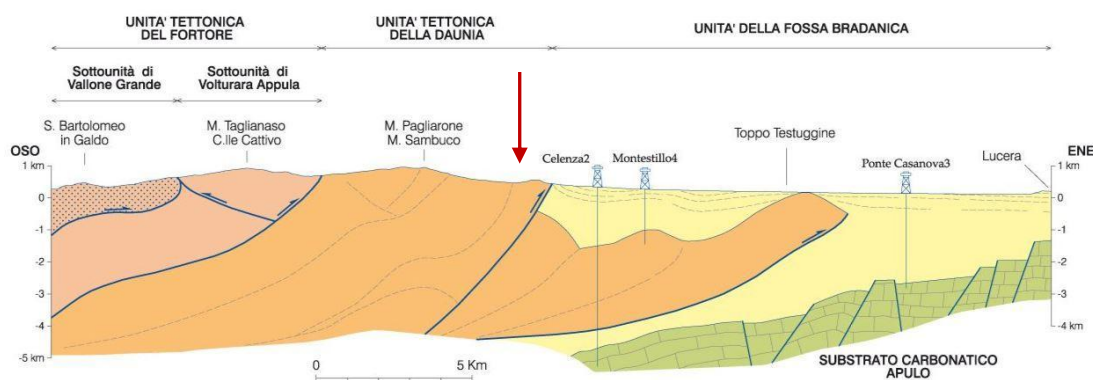 UNITA' TETTONICA
DEL FORTORE
UNITA' TETTONICA
DELLA DAUNIA
UNITA' DELLA FOSSA BRADANICA
Sottounità di
Vallone Grande
Sottounità di
Volturara Appula
S. Bartolomeo
in Galdo
M. Taglianaso
C.lle Cattivo
M. Pagliarone
M. Sambuco
Toppo Testuggine
OSO
Celenza2
Montestillo4
Ponte Casanova3
Lucera
ENE
1 km
0
-1
-2
-3
-4
-5 km
1 km
0
-1
-2
-3
-4 km
0
5 Km
SUBSTRATO CARBONATICO
APULO